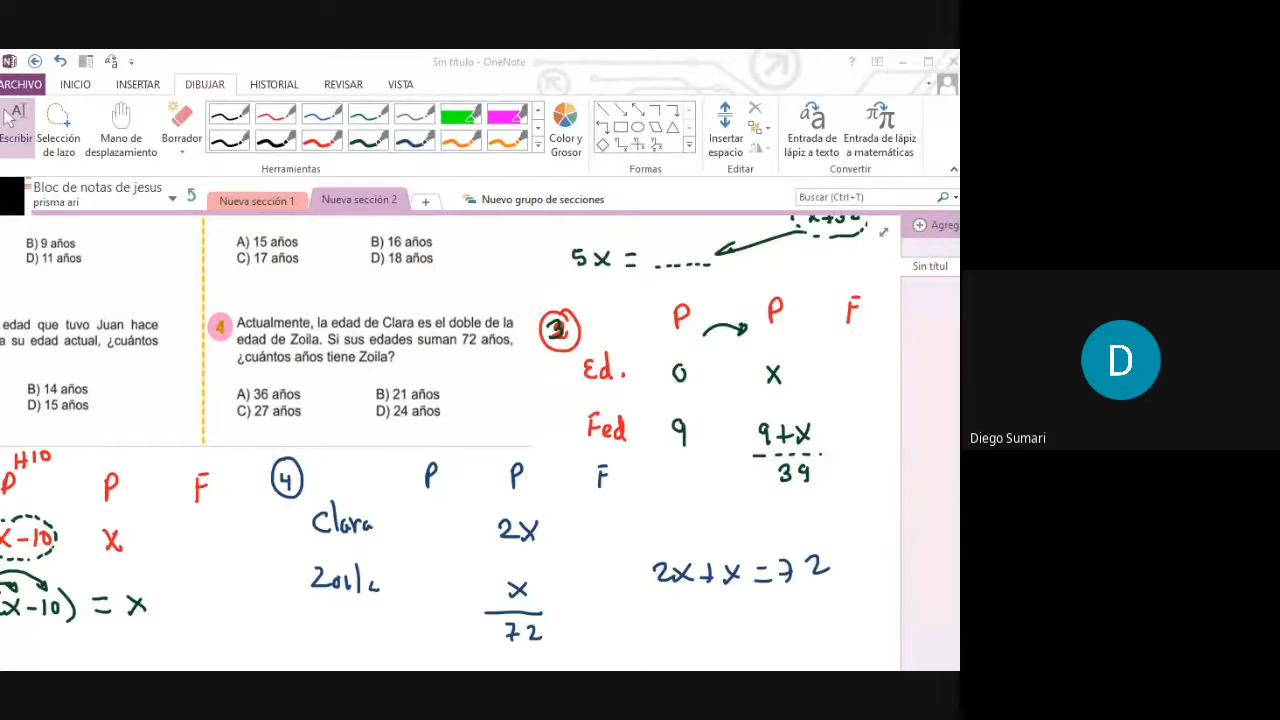 Sin título - OneNote
ARCHIVO INICIO INSERTAR DIBUJAR HISTORIAL REVISAR VISTA
Escribir
Selección de lazo
Mano de desplazamiento
Borrador
Color y Grosor
Insertar espacio
Entrada de lápiz a texto
Entrada de lápiz a matemáticas
Herramientas
Formas
Editar
Convertir
Bloc de notas de jesus
prisma ari
Nueva sección 1
Nueva sección 2
+
Nuevo grupo de secciones
Buscar (Ctrl+T)
Agreg
Sin títul
B) 9 años
D) 11 años
A) 15 años B) 16 años
C) 17 años D) 18 años
5x = ......
edad que tuvo Juan hace
a su edad actual, ¿cuántos
B) 14 años
D) 15 años
4 Actualmente, la edad de Clara es el doble de la
edad de Zoila. Si sus edades suman 72 años,
¿cuántos años tiene Zoila?
A) 36 años B) 21 años
C) 27 años D) 24 años
3 P P F
Ed. 0 x
Fed 9 9+x
39
P H10 P F
x-10 x
x-10) = x
4 P P F
Clara 2x
Zoila x
72
2x+x=72
D
Diego Sumari